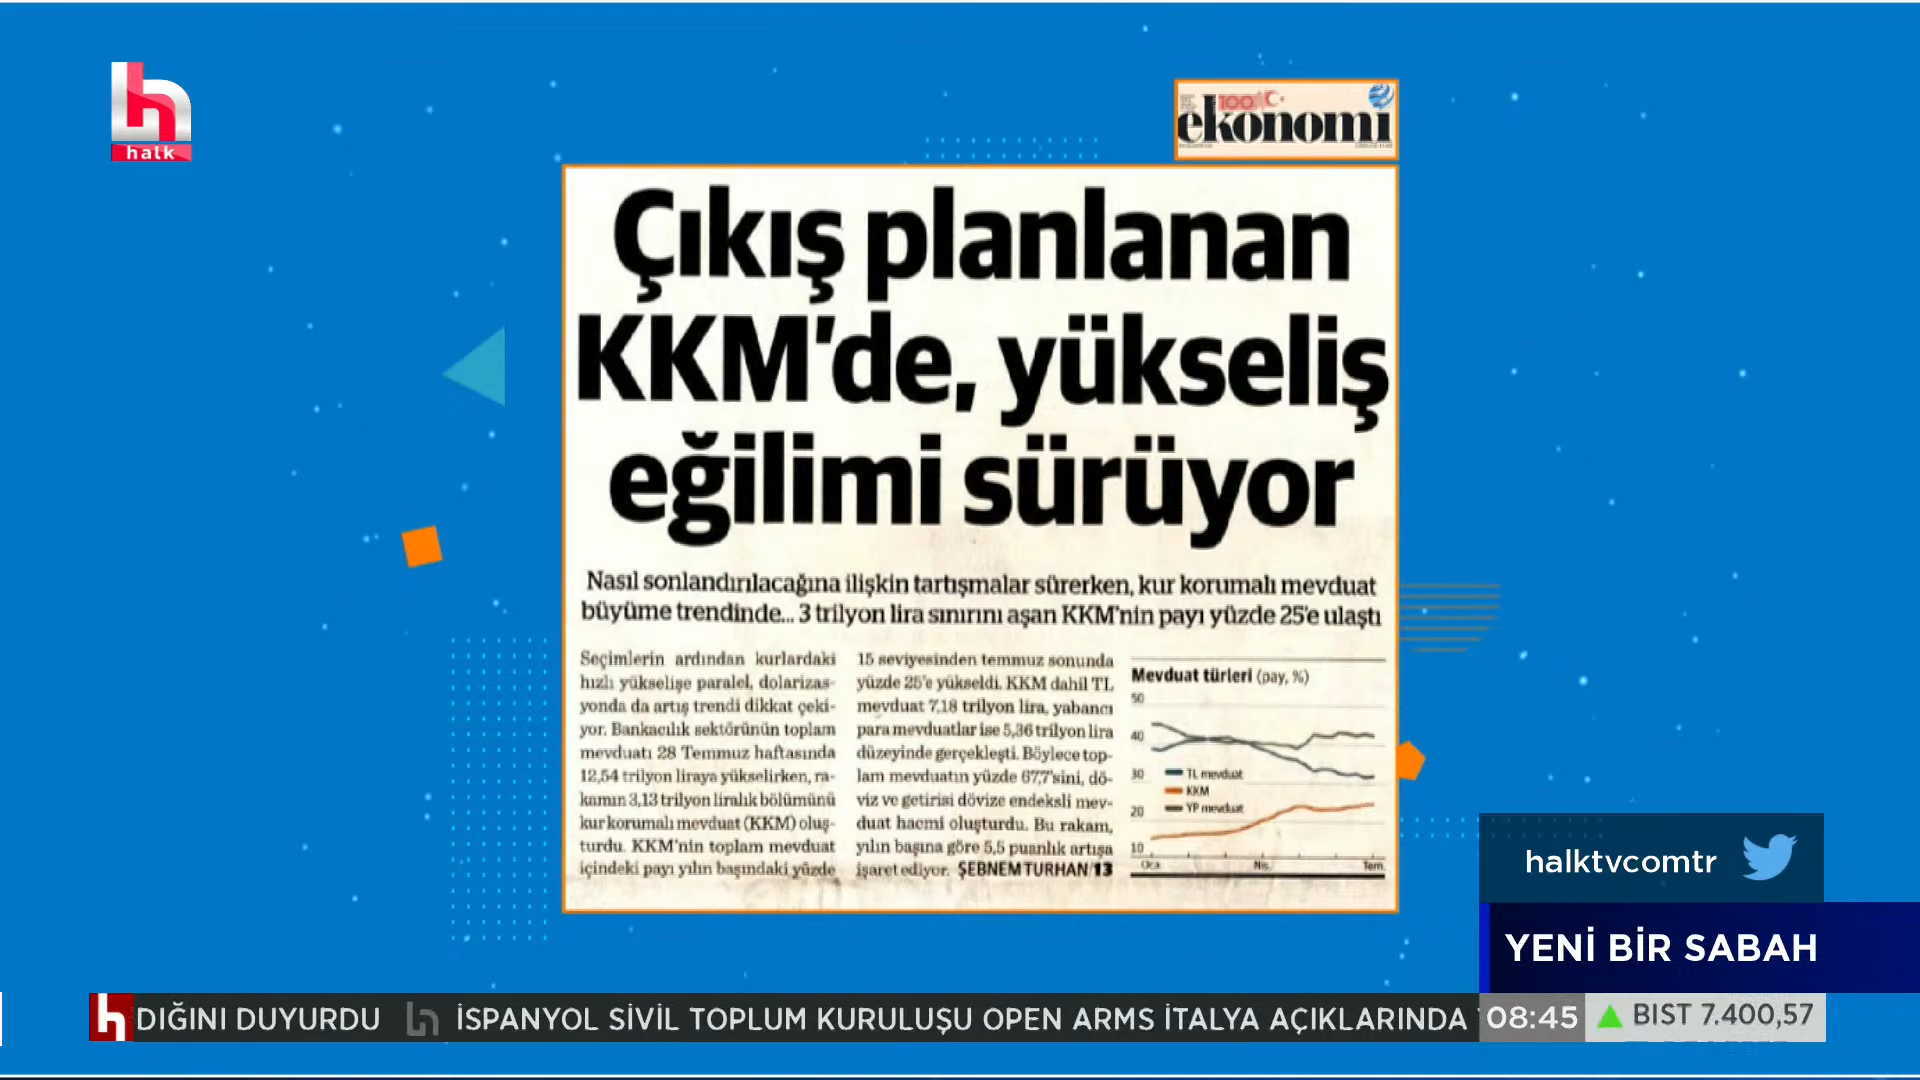 halk
100
ekonomi
Çıkış planlanan
KKM'de, yükseliş
eğilimi sürüyor
Nasıl sonlandırılacağına ilişkin tartışmalar sürerken, kur korumalı mevduat
büyüme trendinde... 3 trilyon lira sınırını aşan KKM'nin payı yüzde 25'e ulaştı
Seçimlerin ardından kurlardaki
hızlı yükselişe paralel, dolarizas-
yonda da artış trendi dikkat çeki-
yor. Bankacılık sektörünün toplam
mevduatı 28 Temmuz haftasında
12,54 trilyon liraya yükselirken, ra-
kamın 3,13 trilyon liralık bölümünü
kur korumalı mevduat (KKM) oluş-
turdu. KKM'nin toplam mevduat
içindeki payı yılın başındaki yüzde
15 seviyesinden temmuz sonunda
yüzde 25'e yükseldi. KKM dahil TL
mevduat 7,18 trilyon lira, yabancı
para mevduatlar ise 5,36 trilyon lira
düzeyinde gerçekleşti. Böylece top-
lam mevduatın yüzde 67,7'sini, dö-
viz ve getirisi dövize endeksli mev-
duat hacmi oluşturdu. Bu rakam,
yılın başına göre 5,5 puanlık artışa
işaret ediyor. ŞEBNEM TURHAN/13
Mevduat türleri (pay, %)
50
40
30
20
10
TL mevduat
KKM
YP mevduat
Oca.
Nis.
Tem.
halktvcomtr
YENİ BİR SABAH
DIĞINI DUYURDU İSPANYOL SİVİL TOPLUM KURULUŞU OPEN ARMS İTALYA AÇIKLARINDA
08:45
BIST 7.400,57